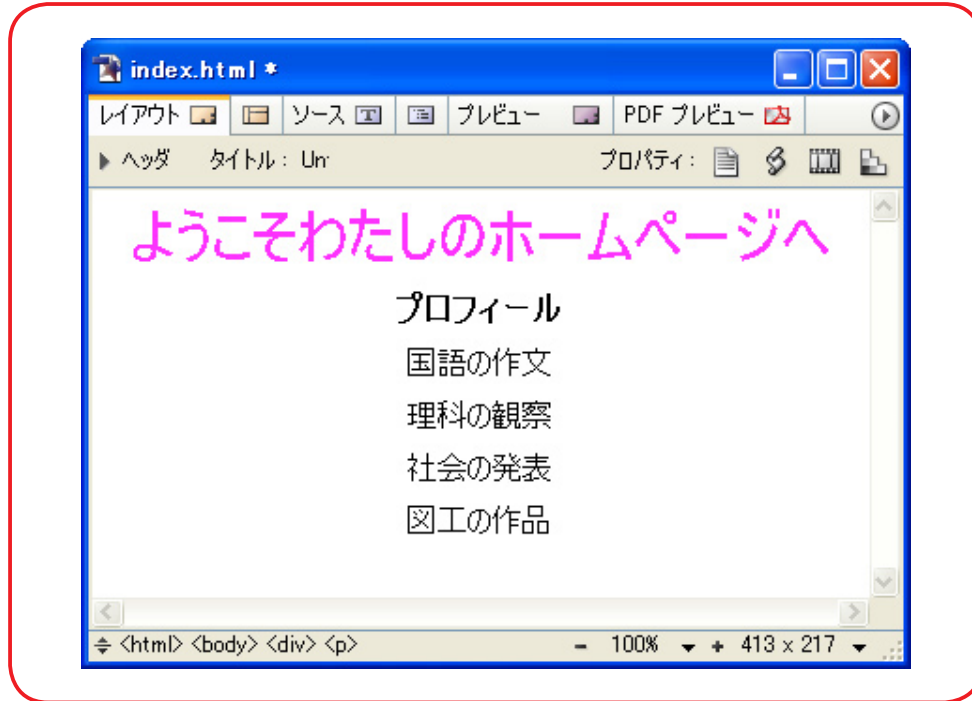 index.html *
レイアウト ソース プレビュー PDF プレビュー
ヘッダ タイトル: Un プロパティ:
ようこそわたしのホームページへ
プロフィール
国語の作文
理科の観察
社会の発表
図工の作品
<html> <body> <div> <p> - 100% + 413 x 217